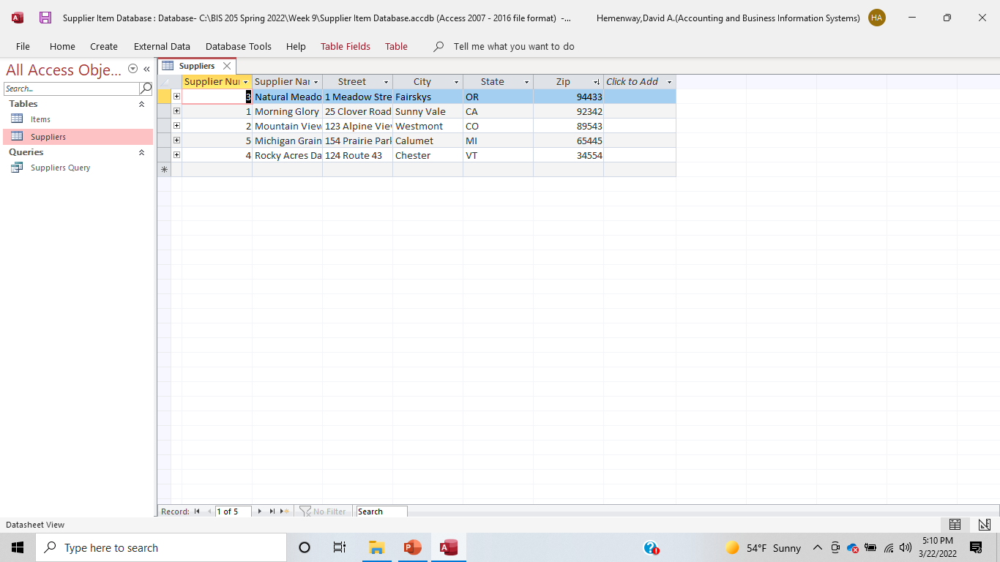 Supplier Item Database : Database- C:\BIS 205 Spring 2022\Week 9\Supplier Item Database.accdb (Access 2007 - 2016 file format) -... Hemenway,David A.(Accounting and Business Information Systems) HA
File Home Create External Data Database Tools Help Table Fields Table Tell me what you want to do
All Access Obje...
Search...
Tables
Items
Suppliers
Queries
Suppliers Query
Suppliers
Supplier Nu Supplier Na Street City State Zip Click to Add
3 Natural Meado 1 Meadow Stre Fairskys OR 94433
1 Morning Glory 25 Clover Road Sunny Vale CA 92342
2 Mountain View 123 Alpine Vie Westmont CO 89543
5 Michigan Grain 154 Prairie Park Calumet MI 65445
4 Rocky Acres Da 124 Route 43 Chester VT 34554
Record: 1 of 5 No Filter Search
Datasheet View
Type here to search 54°F Sunny 5:10 PM
3/22/2022